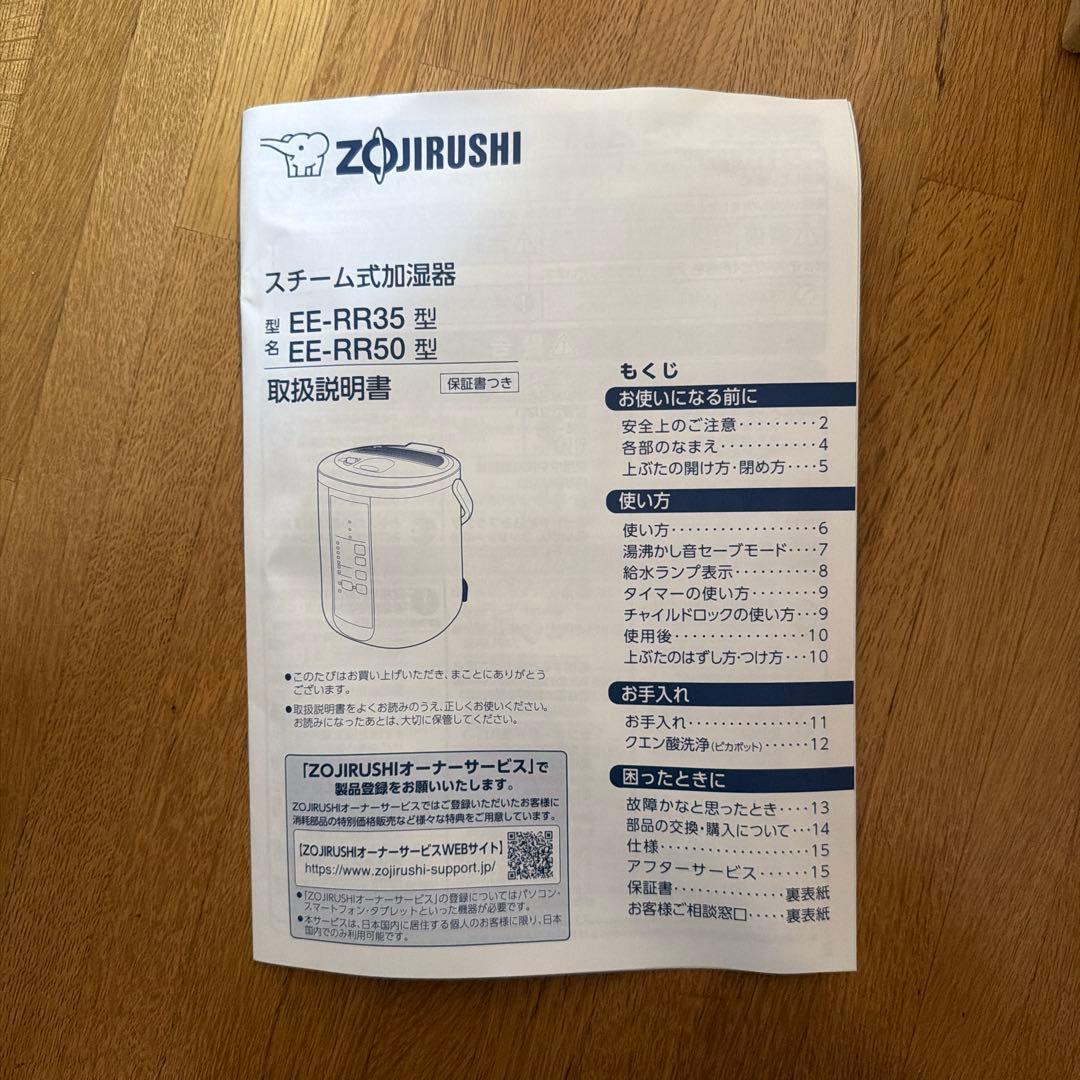 ZOJIRUSHI
スチーム式加湿器
型名 EE-RR35 型
EE-RR50 型
取扱説明書 保証書つき
●このたびはお買い上げいただき、まことにありがとう
ございます。
●取扱説明書をよくお読みのうえ、正しくお使いください。
お読みになったあとは、大切に保管してください。
「ZOJIRUSHIオーナーサービス」で
製品登録をお願いいたします。
ZOJIRUSHIオーナーサービスではご登録いただいたお客様に
消耗部品の特別価格販売など様々な特典をご用意しています。
【ZOJIRUSHIオーナーサービスWEBサイト】
https://www.zojirushi-support.jp/
●「ZOJIRUSHIオーナーサービス」の登録についてはパソコン・
スマートフォン・タブレットといった機器が必要です。
●本サービスは、日本国内に居住する個人のお客様に限り、日本
国内でのみ利用可能です。
もくじ
お使いになる前に
安全上のご注意・・・・・・・・・2
各部のなまえ・・・・・・・・・・・4
上ぶたの開け方・閉め方・・・・5
使い方
使い方・・・・・・・・・・・・・・・・・・6
湯沸かし音セーブモード・・・・7
給水ランプ表示・・・・・・・・・・8
タイマーの使い方・・・・・・・・9
チャイルドロックの使い方・・・9
使用後・・・・・・・・・・・・・・・・10
上ぶたのはずし方・つけ方・・・10
お手入れ
お手入れ・・・・・・・・・・・・・・11
クエン酸洗浄(ピカポット)・・・・・・12
困ったときに
故障かなと思ったとき・・・・13
部品の交換・購入について・・・14
仕様・・・・・・・・・・・・・・・・・・15
アフターサービス・・・・・・15
保証書・・・・・・・・・・・・・裏表紙
お客様ご相談窓口・・・・・裏表紙